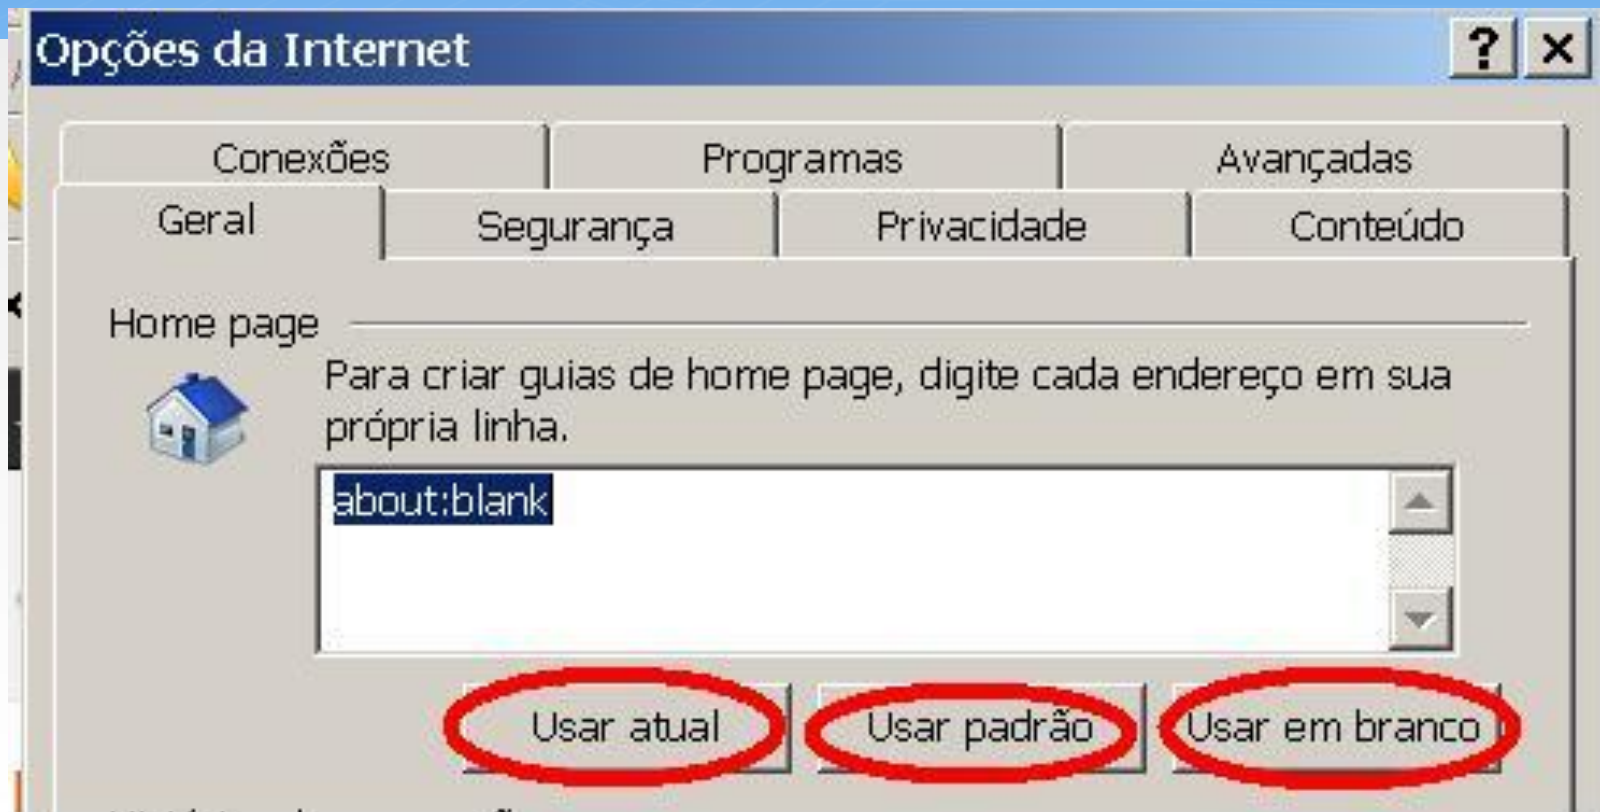 Opções da Internet
Conexões Programas Avançadas
Geral Segurança Privacidade Conteúdo
Home page
Para criar guias de home page, digite cada endereço em sua
própria linha.
about:blank
Usar atual Usar padrão Usar em branco